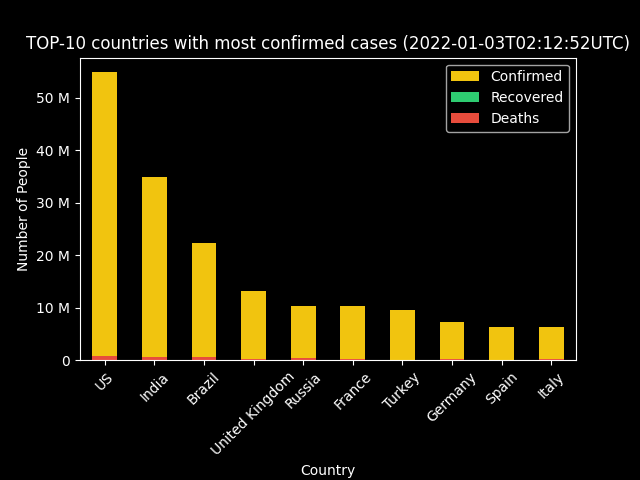 TOP-10 countries with most confirmed cases (2022-01-03T02:12:52UTC)
Confirmed
Recovered
Deaths
Number of People
50 M
40 M
30 M
20 M
10 M
0
US
India
Brazil
United Kingdom
Russia
France
Turkey
Germany
Spain
Italy
Country